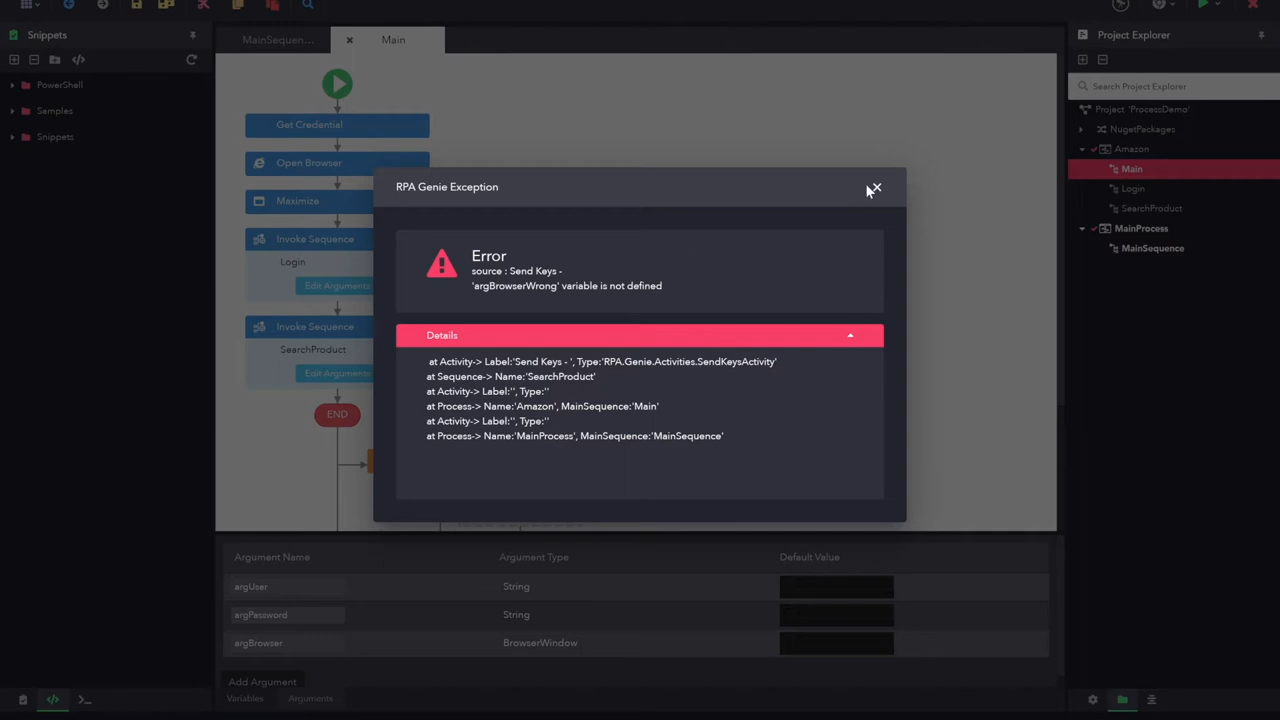 Snippets
MainSequen...
Main
Project Explorer
Search Project Explorer
PowerShell
Samples
Snippets
Get Credential
Open Browser
Maximize
Invoke Sequence
Login
Edit Arguments
Invoke Sequence
SearchProduct
Edit Arguments
END
Project 'ProcessDemo'
NugetPackages
Amazon
Main
Login
SearchProduct
MainProcess
MainSequence
RPA Genie Exception
Error
source : Send Keys -
'argBrowserWrong' variable is not defined
Details
at Activity-> Label:'Send Keys - ', Type:'RPA.Genie.Activities.SendKeysActivity'
at Sequence-> Name:'SearchProduct'
at Activity-> Label:'', Type:''
at Process-> Name:'Amazon', MainSequence:'Main'
at Activity-> Label:'', Type:''
at Process-> Name:'MainProcess', MainSequence:'MainSequence'
Argument Name Argument Type Default Value
argUser String
argPassword String
argBrowser BrowserWindow
Add Argument
Variables Arguments